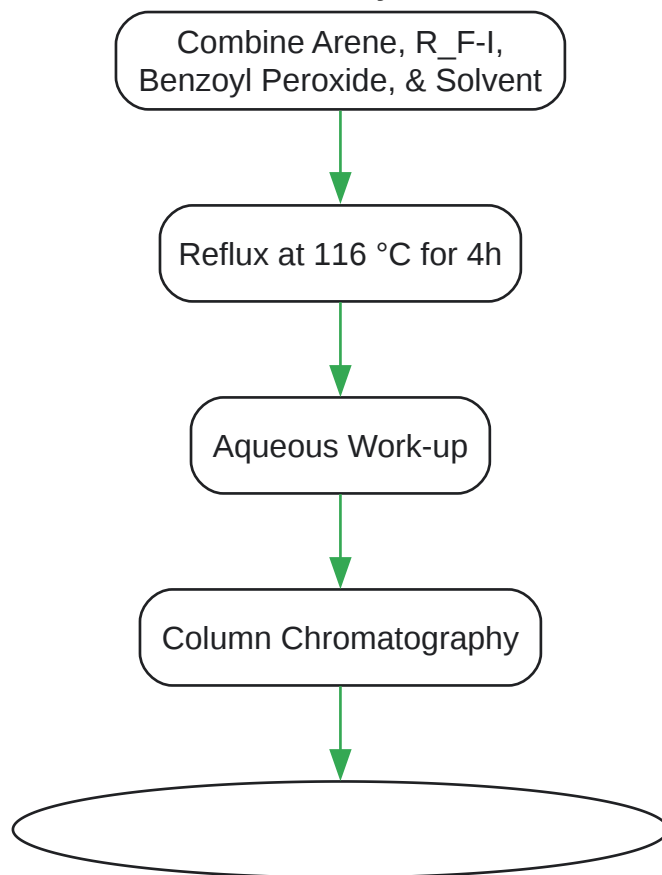 Combine Arene, R_F-I,
Benzoyl Peroxide, & Solvent
Reflux at 116 °C for 4h
Aqueous Work-up
Column Chromatography